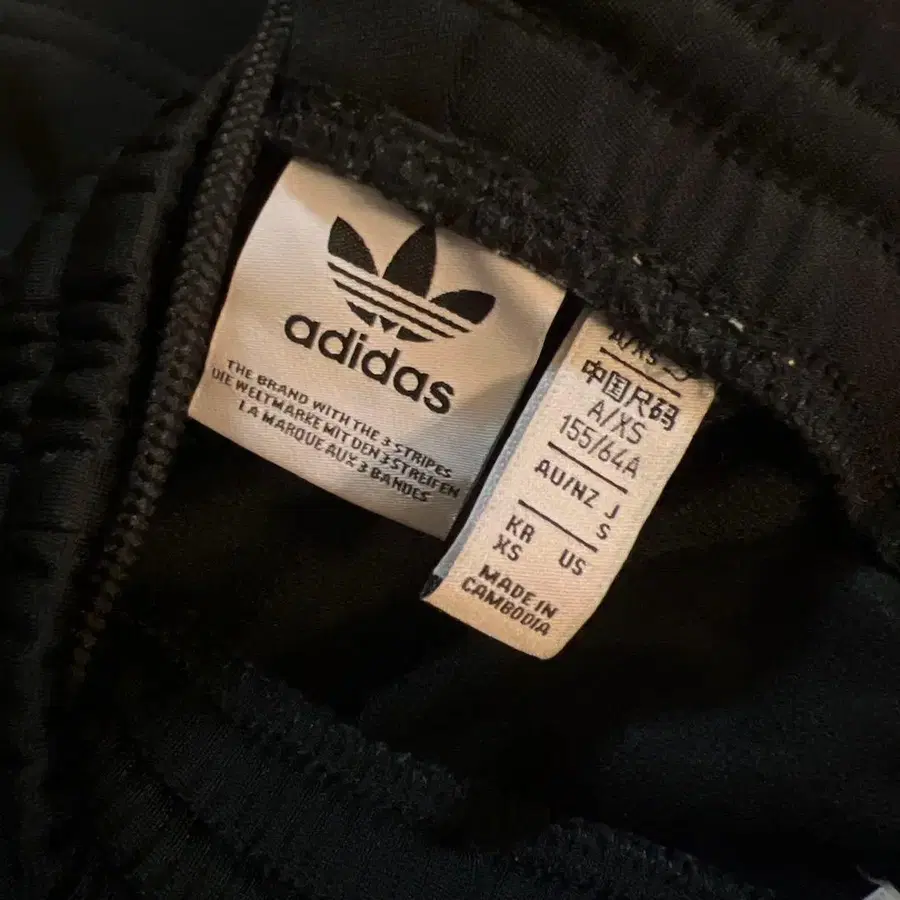 adidas
THE BRAND WITH THE 3 STRIPES
DIE WELTMARKE MIT DEN 3 STREIFEN
LA MARQUE AUX 3 BANDES
A/XS
中国尺码
A/XS
155/64A
AU/NZ J
S
KR US
XS
MADE IN
CAMBODIA